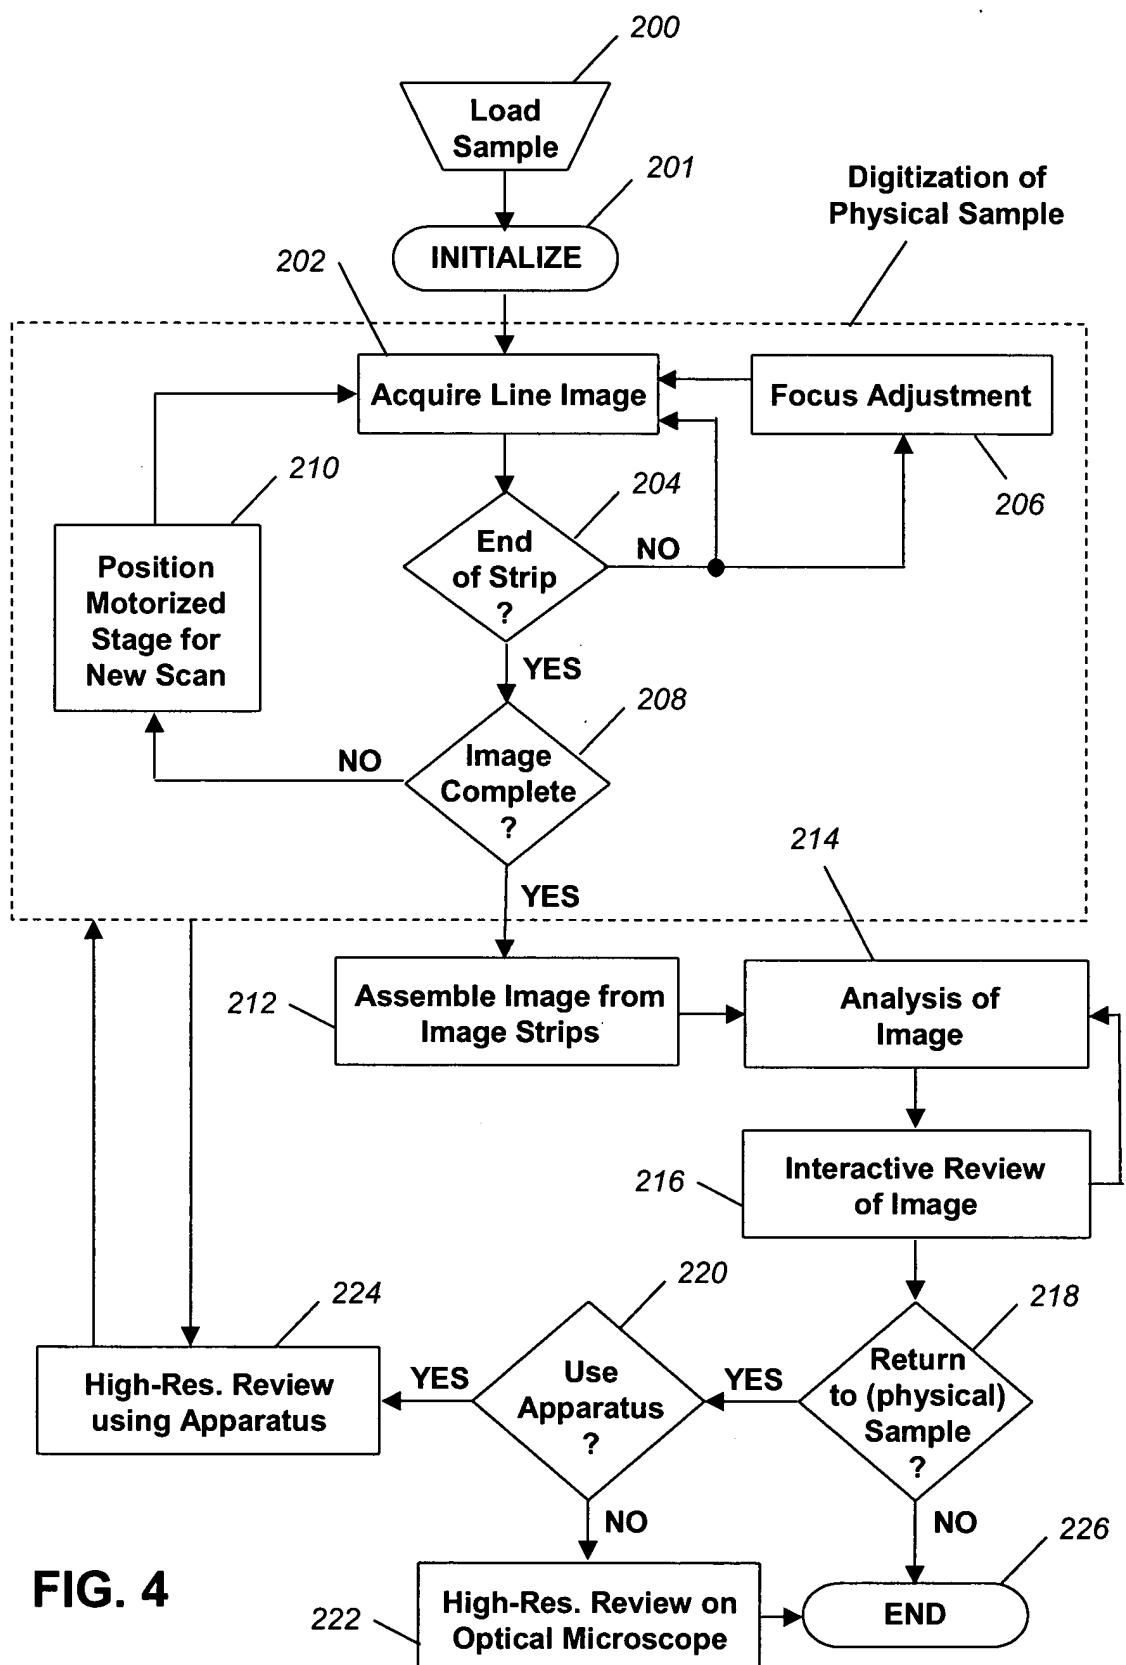 200
Load
Sample
201
INITIALIZE
Digitization of
Physical Sample
202
Acquire Line Image
Focus Adjustment
206
204
End
of Strip
?
NO
YES
210
Position
Motorized
Stage for
New Scan
208
Image
Complete
?
NO
YES
212
Assemble Image from
Image Strips
214
Analysis of
Image
216
Interactive Review
of Image
218
Return
to (physical)
Sample
?
YES
NO
220
Use
Apparatus
?
YES
NO
224
High-Res. Review
using Apparatus
222
High-Res. Review on
Optical Microscope
226
END
FIG. 4